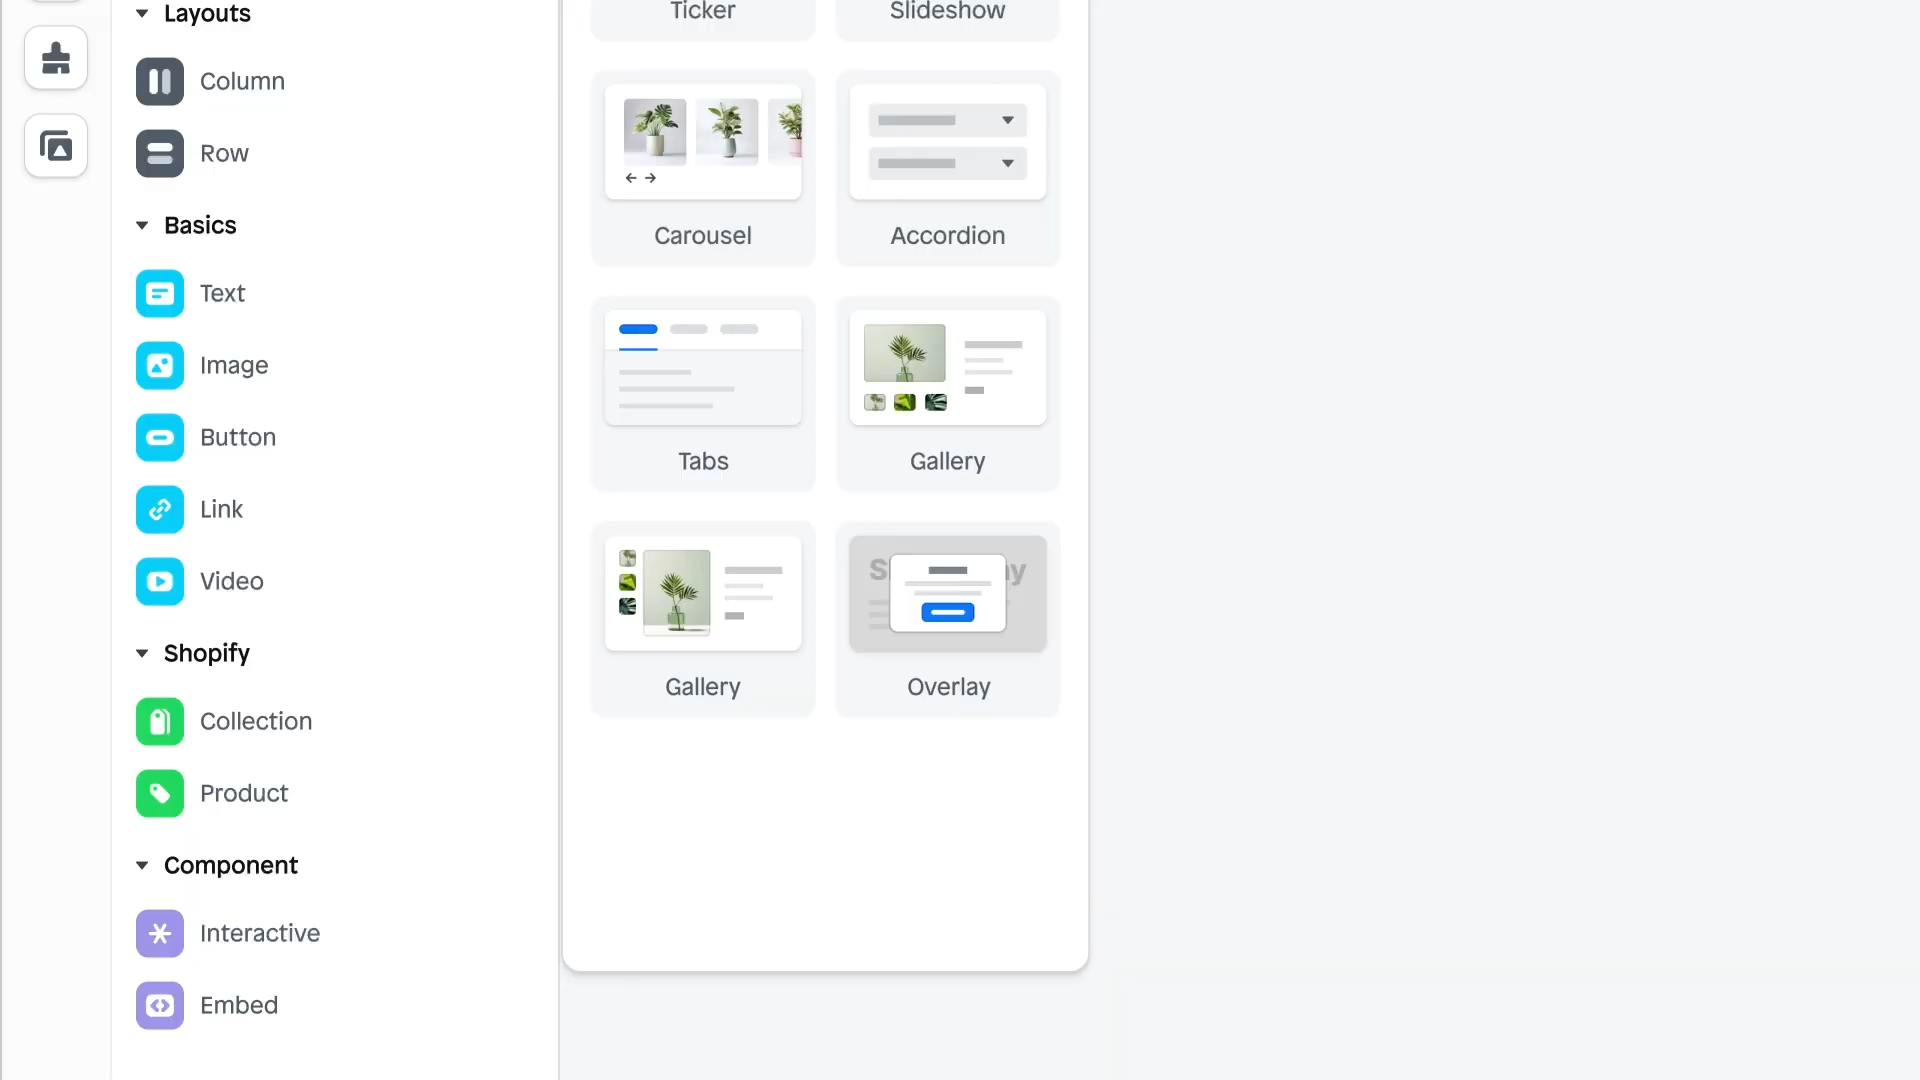 Layouts
Column
Row
Basics
Text
Image
Button
Link
Video
Shopify
Collection
Product
Component
Interactive
Embed
Ticker
Slideshow
Carousel
Accordion
Tabs
Gallery
Gallery
Overlay